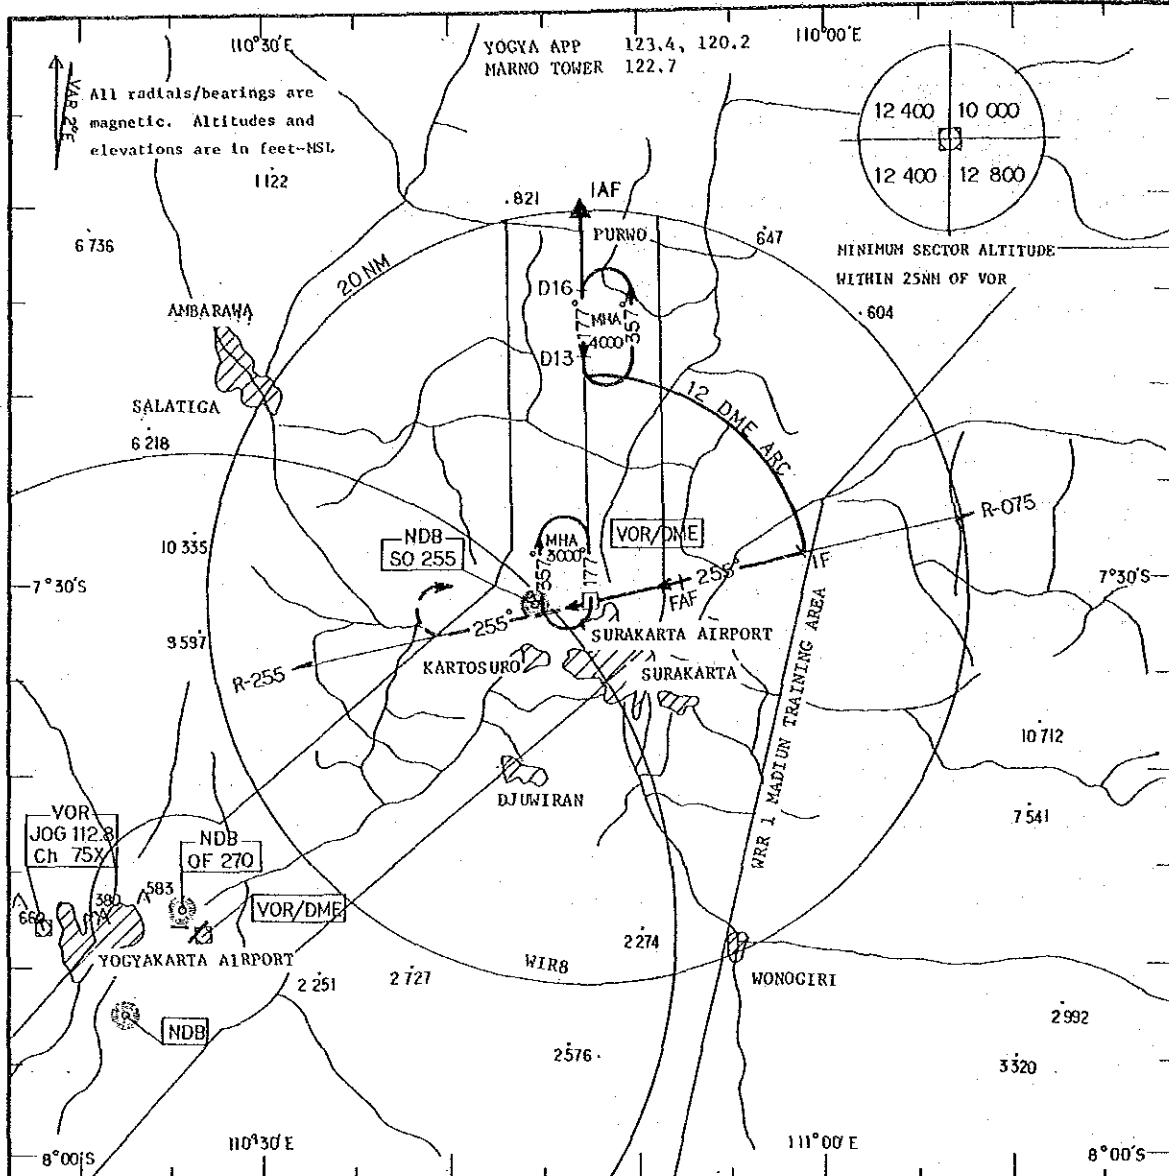 110°30'E
YOGYA APP 123.4, 120.2
MARNO TOWER 122.7
110°00'E
VAR 2°E
All radials/bearings are
magnetic. Altitudes and
elevations are in feet-MSL
1122
12 400
10 000
12 400
12 800
MINIMUM SECTOR ALTITUDE
WITHIN 25NM OF VOR
.821
IAF
PURWO
647
6 736
20 NM
D16
MHA
4000
177°
357°
D13
604
AMBARAWA
SALATIGA
6 218
12 DME ARC
R-075
NDB
SO 255
MHA
3000
357°
177°
VOR/DME
10 335
IF
255°
FAF
7°30'S
7°30'S
9 597
255°
R-255
SURAKARTA AIRPORT
KARTOSURO
SURAKARTA
WRR 1 MADIUN TRAINING AREA
10 712
7 541
DJUWIRAN
VOR
JOG 112.8
Ch 75X
NDB
OF 270
583
VOR/DME
YOGYAKARTA AIRPORT
2 274
WIR8
2 251
2 727
WONOGIRI
2 992
NDB
2 576
3 320
110°30'E
111°00'E
8°00'S
8°00'S